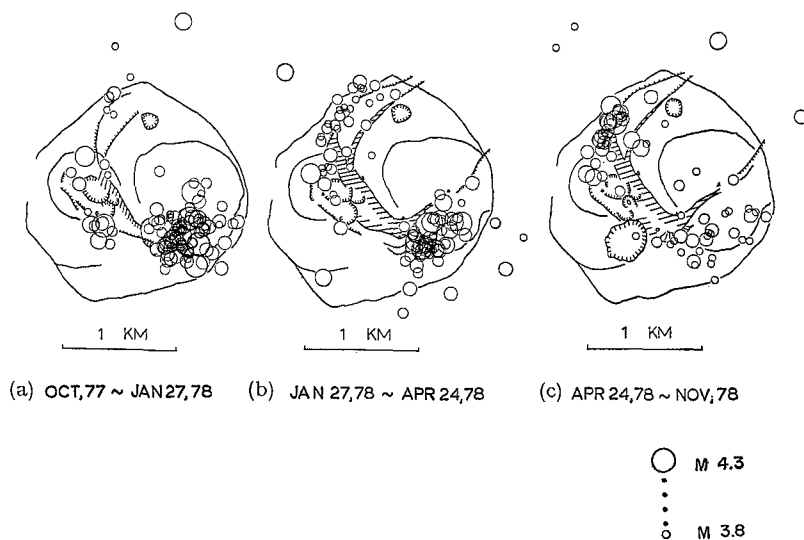 1 KM
1 KM
1 KM
(a) OCT, 77 ~ JAN 27, 78
(b) JAN 27, 78 ~ APR 24, 78
(c) APR 24, 78 ~ NOV, 78
M 4.3
M 3.8